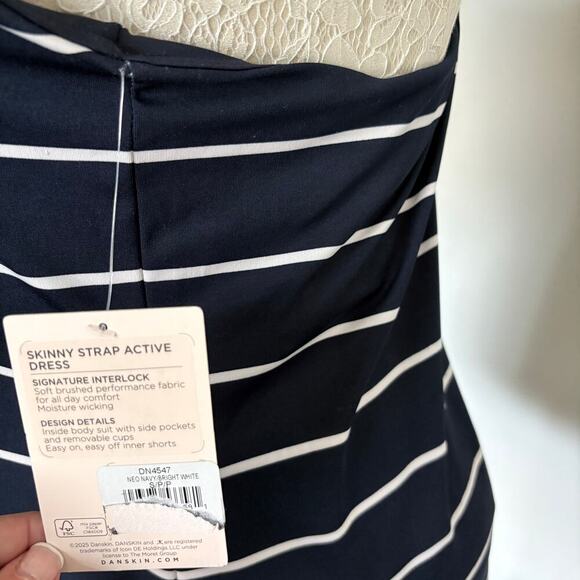 SKINNY STRAP ACTIVE
DRESS
SIGNATURE INTERLOCK
Soft brushed performance fabric
for all day comfort
Moisture wicking
DESIGN DETAILS
Inside body suit with side pockets
and removable cups
Easy on, easy off inner shorts
DN4547
NEO NAVY/BRIGHT WHITE
S/P/P
FSC
©2025 Danskin, DANSKIN and are registered
trademarks of Icon DE Holdings LLC under
license to The Moret Group
DANSKIN.COM